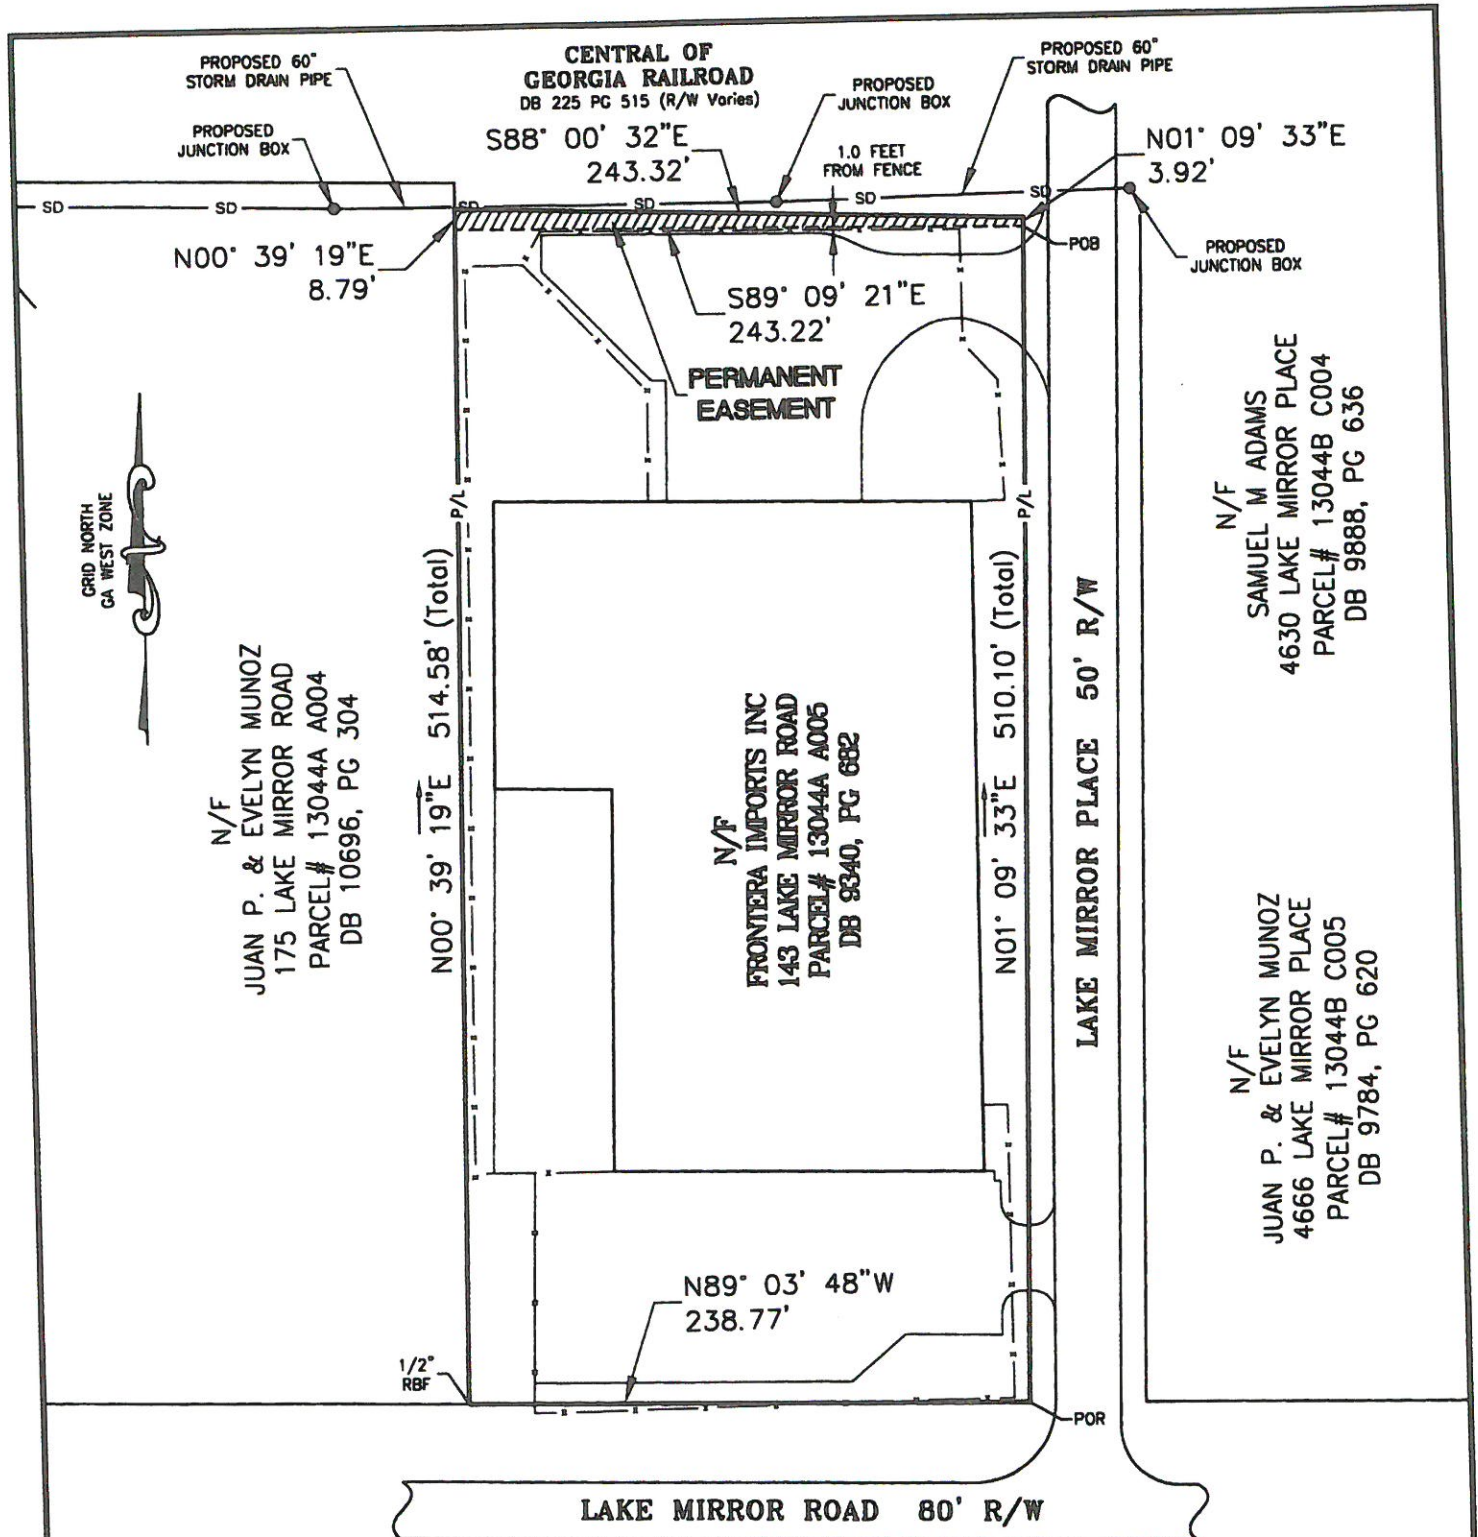 PROPOSED 60"
STORM DRAIN PIPE
CENTRAL OF
GEORGIA RAILROAD
DB 225 PG 515 (R/W Varies)
PROPOSED
JUNCTION BOX
PROPOSED 60"
STORM DRAIN PIPE
PROPOSED
JUNCTION BOX
S88° 00' 32"E
243.32'
1.0 FEET
FROM FENCE
N01° 09' 33"E
3.92'
SD
SD
SD
SD
SD
SD
N00° 39' 19"E
8.79'
POB
PROPOSED
JUNCTION BOX
S89° 09' 21"E
243.22'
PERMANENT
EASEMENT
GRID NORTH
GA WEST ZONE
P/L
P/L
N00° 39' 19"E 514.58' (Total)
N01° 09' 33"E 510.10' (Total)
N/F
JUAN P. & EVELYN MUNOZ
175 LAKE MIRROR ROAD
PARCEL# 13044A A004
DB 10696, PG 304
N/F
FRONTERA IMPORTS INC
143 LAKE MIRROR ROAD
PARCEL# 13044A A005
DB 9340, PG 682
LAKE MIRROR PLACE 50' R/W
N/F
SAMUEL M ADAMS
4630 LAKE MIRROR PLACE
PARCEL# 13044B C004
DB 9888, PG 636
N/F
JUAN P. & EVELYN MUNOZ
4666 LAKE MIRROR PLACE
PARCEL# 13044B C005
DB 9784, PG 620
N89° 03' 48"W
238.77'
1/2"
RBF
POR
LAKE MIRROR ROAD 80' R/W